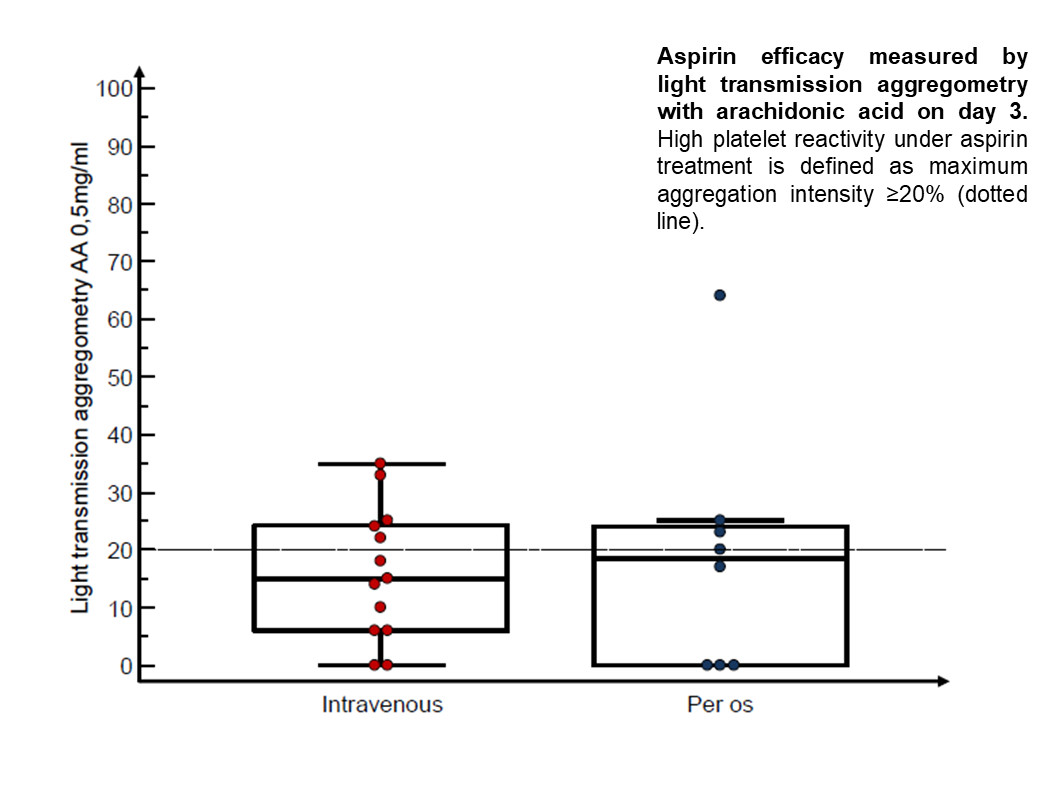 Aspirin efficacy measured by
light transmission aggregometry
with arachidonic acid on day 3.
High platelet reactivity under aspirin
treatment is defined as maximum
aggregation intensity ≥20% (dotted
line).
Light transmission aggregometry AA 0,5mg/ml
100
90
80
70
60
50
40
30
20
10
0
Intravenous
Per os